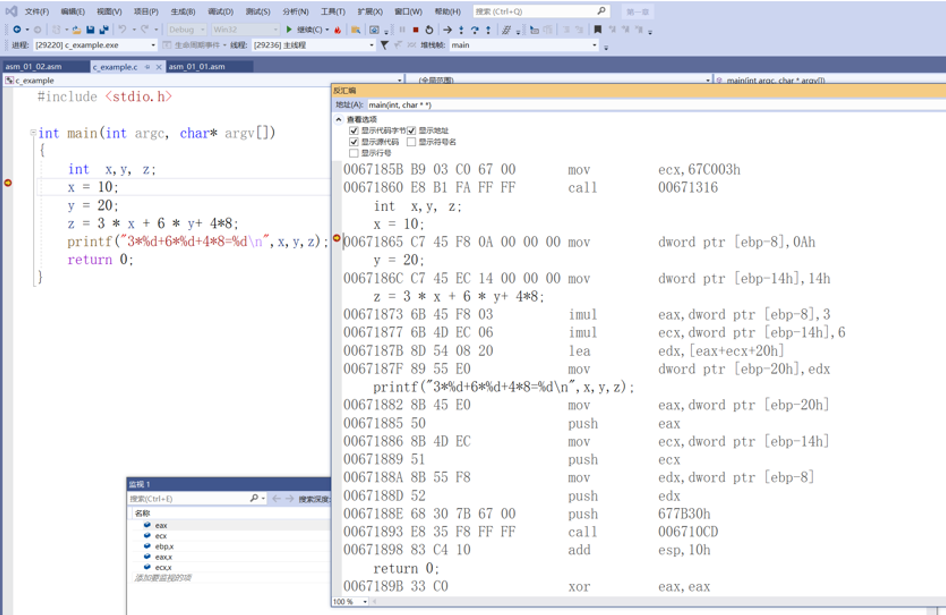 文件(F) 编辑(E) 视图(V) 项目(P) 生成(B) 调试(D) 测试(S) 分析(N) 工具(T) 扩展(X) 窗口(W) 帮助(H) 搜索 (Ctrl+Q) 第一章
Debug Win32 继续(C)
进程: [29220] c_example.exe 生命周期事件 线程: [29236] 主线程 堆栈帧: main
asm_01_02.asm c_example.c asm_01_01.asm
c_example (全局范围) main(int argc, char * argv[])
#include <stdio.h>
int main(int argc, char* argv[])
{
int x,y, z;
x = 10;
y = 20;
z = 3 * x + 6 * y+ 4*8;
printf("3*%d+6*%d+4*8=%d\n",x,y,z);
return 0;
}
反汇编
地址(A): main(int, char * *)
查看选项
显示代码字节 显示地址
显示源代码 显示符号名
显示行号
0067185B B9 03 C0 67 00 mov ecx,67C003h
00671860 E8 B1 FA FF FF call 00671316
int x,y, z;
x = 10;
00671865 C7 45 F8 0A 00 00 00 mov dword ptr [ebp-8],0Ah
y = 20;
0067186C C7 45 EC 14 00 00 00 mov dword ptr [ebp-14h],14h
z = 3 * x + 6 * y+ 4*8;
00671873 6B 45 F8 03 imul eax,dword ptr [ebp-8],3
00671877 6B 4D EC 06 imul ecx,dword ptr [ebp-14h],6
0067187B 8D 54 08 20 lea edx,[eax+ecx+20h]
0067187F 89 55 E0 mov dword ptr [ebp-20h],edx
printf("3*%d+6*%d+4*8=%d\n",x,y,z);
00671882 8B 45 E0 mov eax,dword ptr [ebp-20h]
00671885 50 push eax
00671886 8B 4D EC mov ecx,dword ptr [ebp-14h]
00671889 51 push ecx
0067188A 8B 55 F8 mov edx,dword ptr [ebp-8]
0067188D 52 push edx
0067188E 68 30 7B 67 00 push 677B30h
00671893 E8 35 F8 FF FF call 006710CD
00671898 83 C4 10 add esp,10h
return 0;
0067189B 33 C0 xor eax,eax
100 %
监视 1
搜索(Ctrl+E) 搜索深度:
名称
eax
ecx
ebp,x
eax,x
ecx,x
添加要监视的项